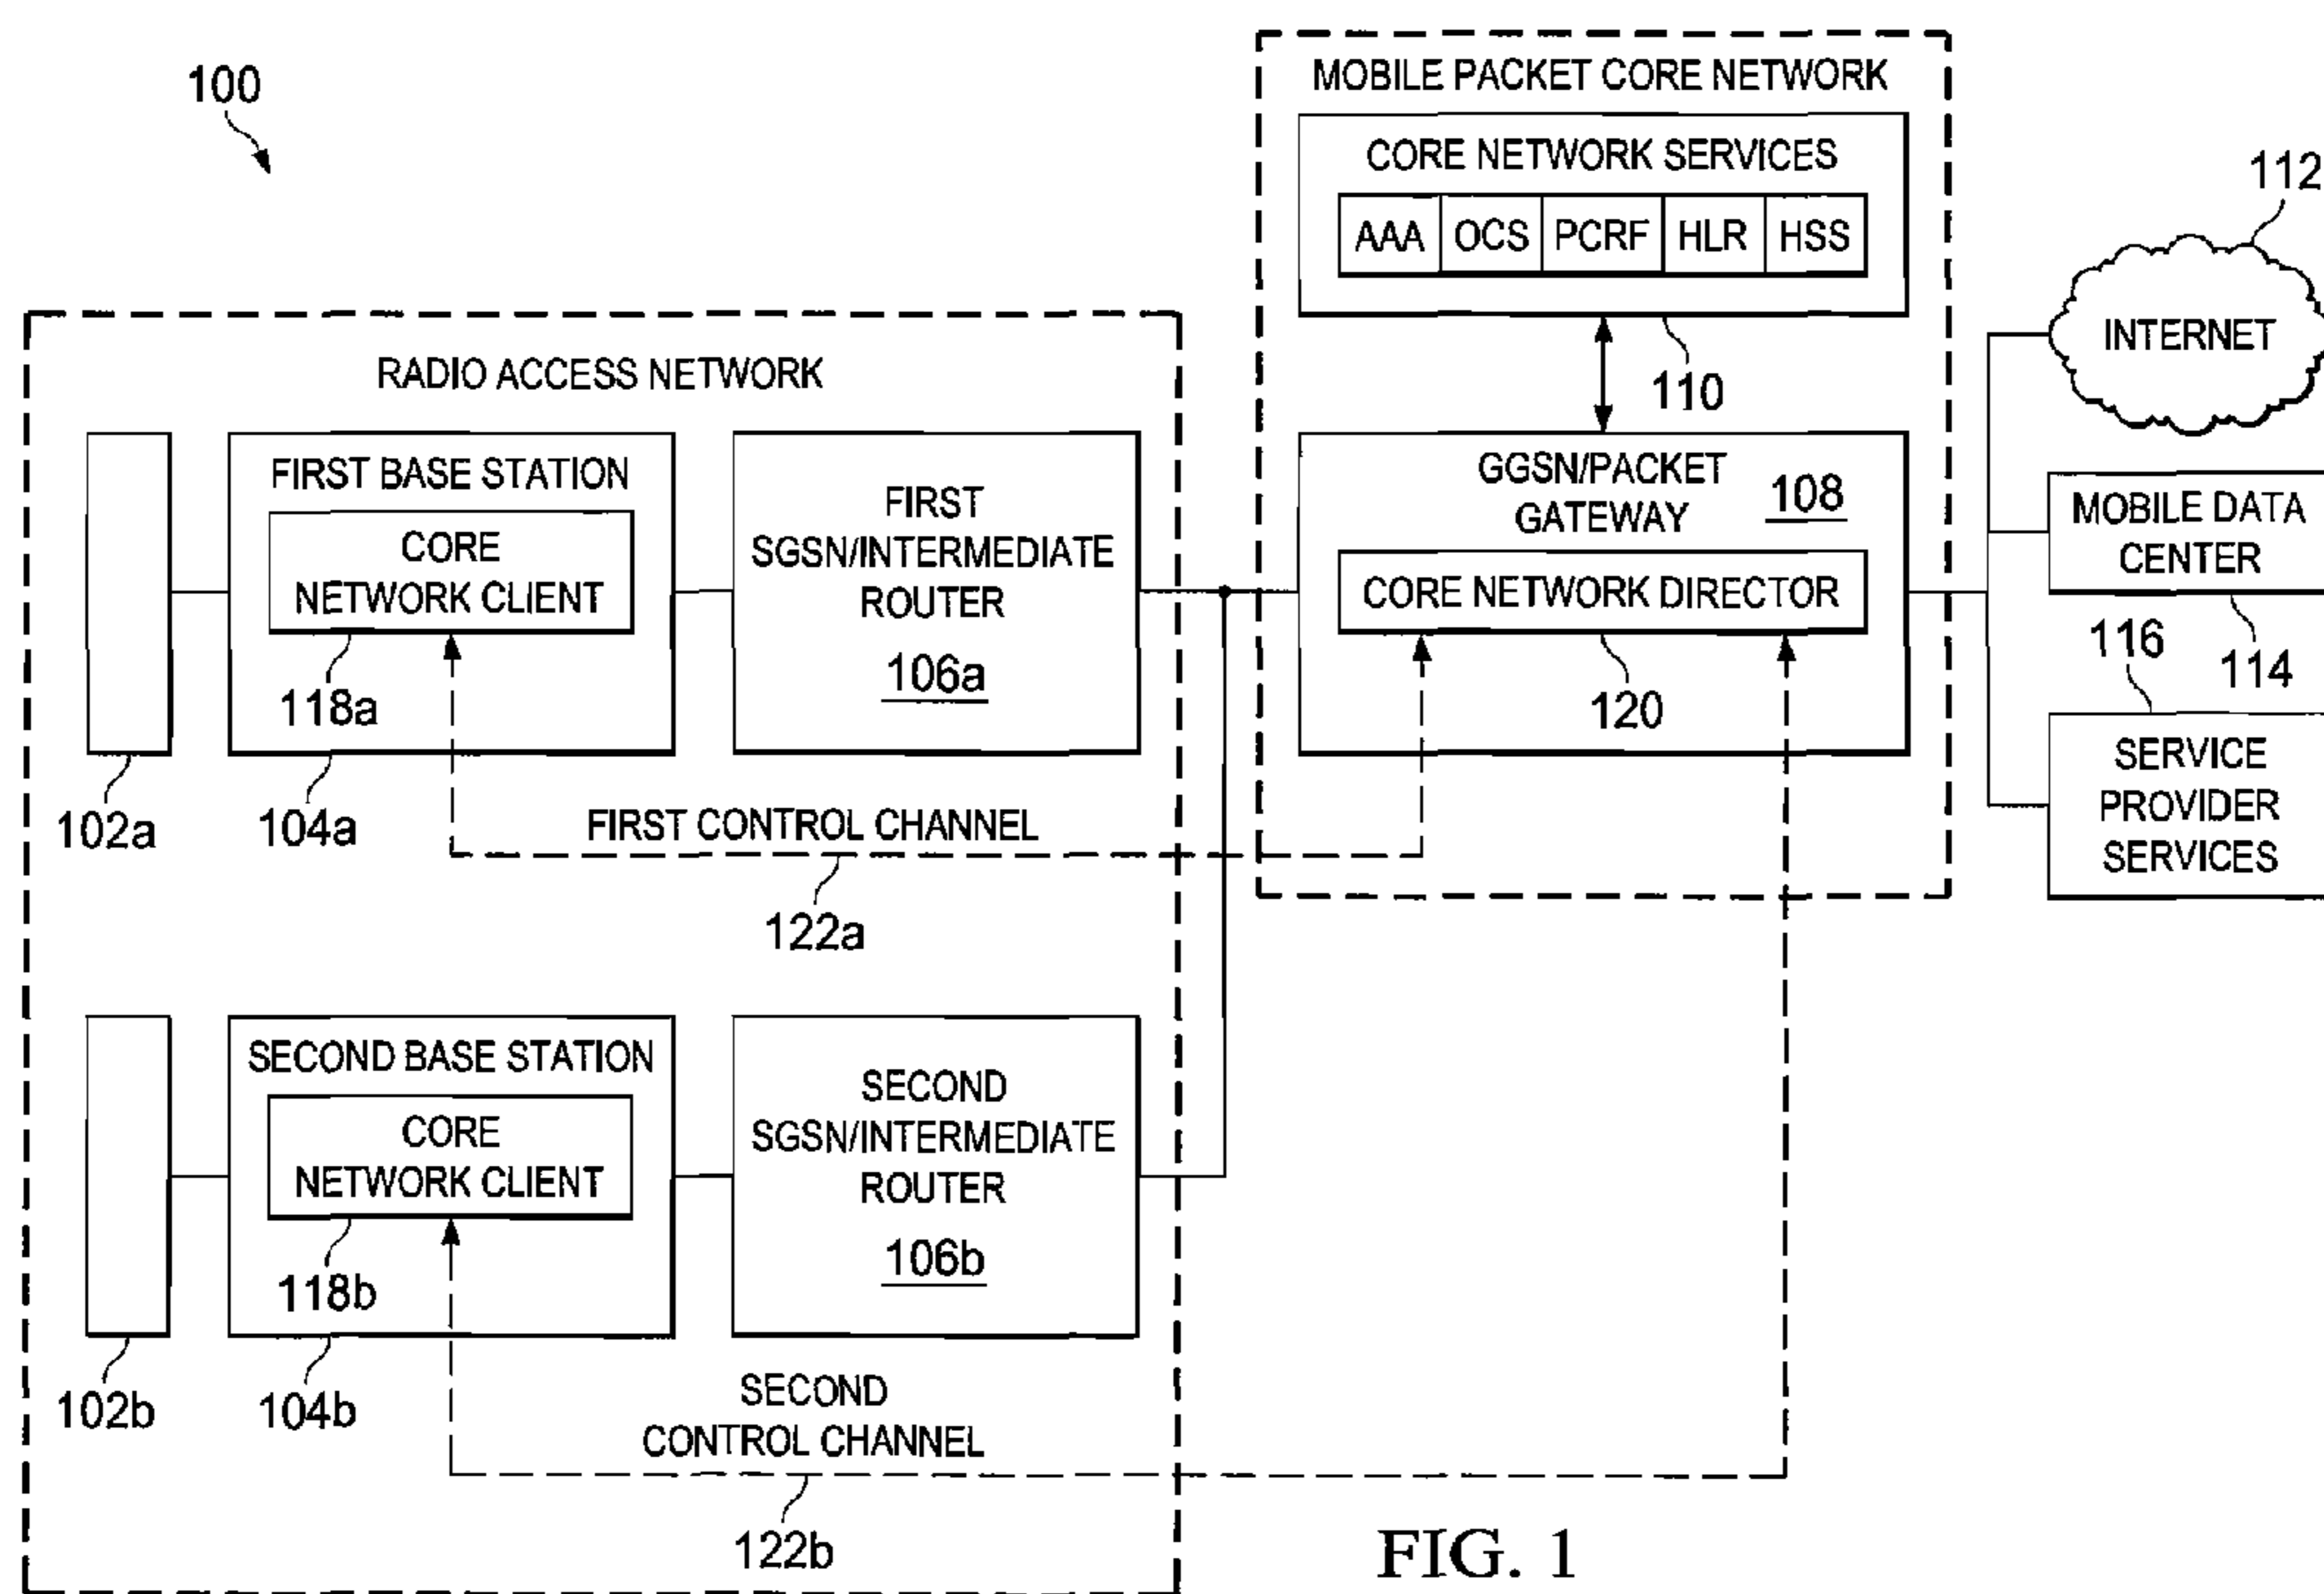 100
MOBILE PACKET CORE NETWORK
CORE NETWORK SERVICES
AAA OCS PCRF HLR HSS
110
112
INTERNET
RADIO ACCESS NETWORK
FIRST BASE STATION
CORE
NETWORK CLIENT
118a
102a
104a
FIRST
SGSN/INTERMEDIATE
ROUTER
106a
GGSN/PACKET
GATEWAY
108
CORE NETWORK DIRECTOR
120
MOBILE DATA
CENTER
114
116
SERVICE
PROVIDER
SERVICES
FIRST CONTROL CHANNEL
122a
SECOND BASE STATION
CORE
NETWORK CLIENT
118b
102b
104b
SECOND
SGSN/INTERMEDIATE
ROUTER
106b
SECOND
CONTROL CHANNEL
122b
FIG. 1